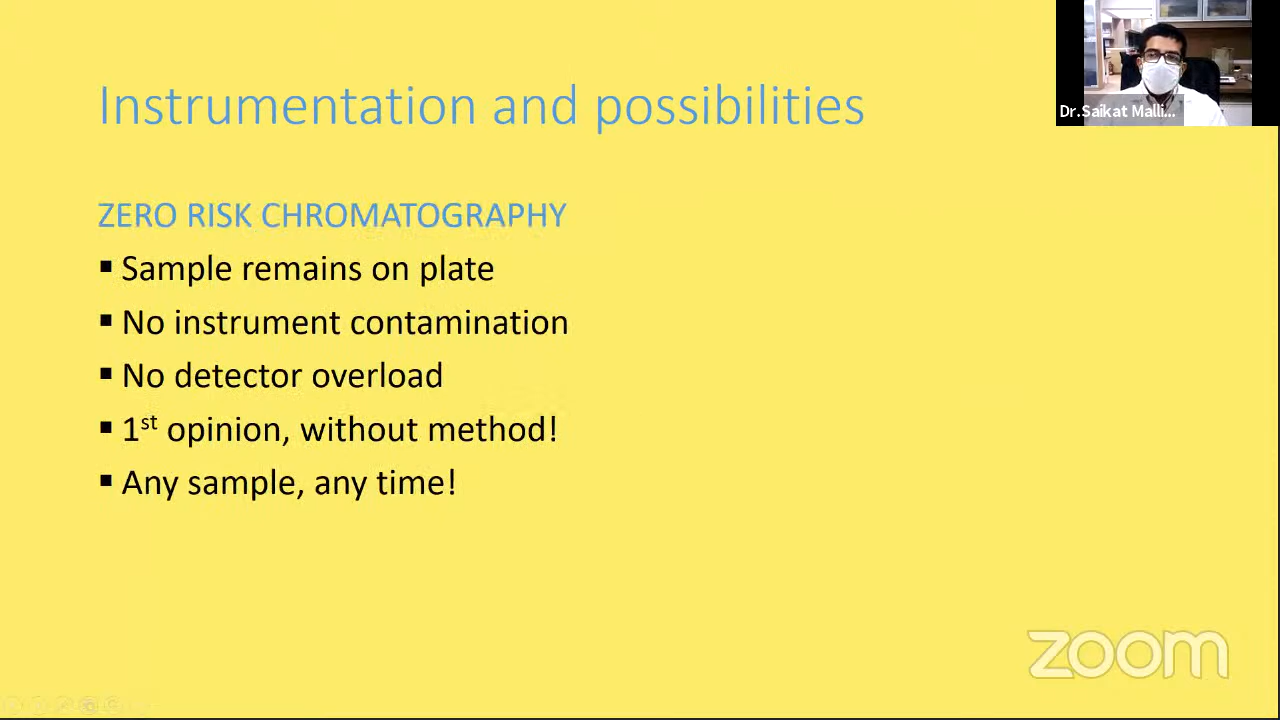 Instrumentation and possibilities
Dr.Saikat Malli...
ZERO RISK CHROMATOGRAPHY
▪ Sample remains on plate
▪ No instrument contamination
▪ No detector overload
▪ 1st opinion, without method!
▪ Any sample, any time!
zoom